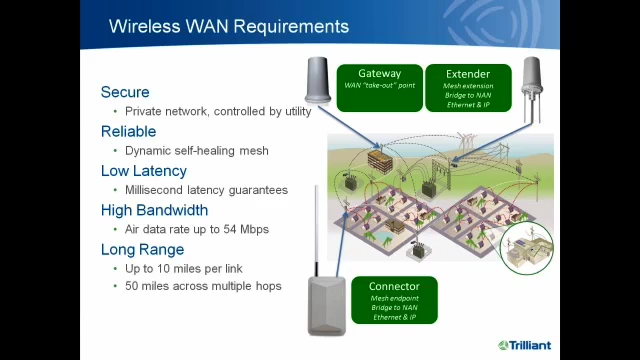 Wireless WAN Requirements
Secure
• Private network, controlled by utility
Reliable
• Dynamic self-healing mesh
Low Latency
• Millisecond latency guarantees
High Bandwidth
• Air data rate up to 54 Mbps
Long Range
• Up to 10 miles per link
• 50 miles across multiple hops
Gateway
WAN "take-out" point
Extender
Mesh extension
Bridge to NAN
Ethernet & IP
Connector
Mesh endpoint
Bridge to NAN
Ethernet & IP
Trilliant